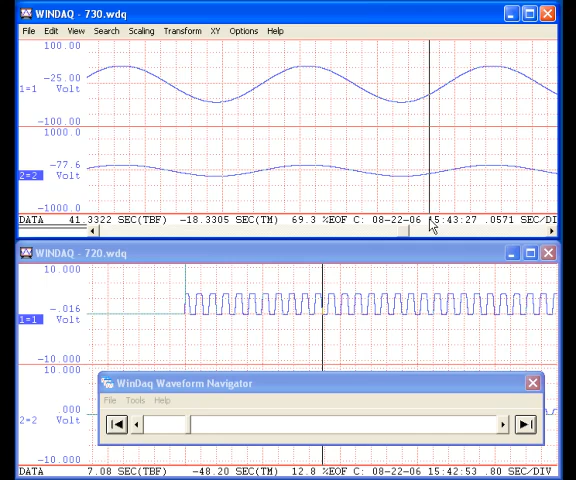 WINDAQ - 730.wdq
File Edit View Search Scaling Transform XY Options Help
100.00
-25.00
1=1 Volt
-100.00
1000.0
-77.6
2=2 Volt
-1000.0
DATA 41.3322 SEC(TBF) -18.3305 SEC(TM) 69.3 %EOF C: 08-22-06 15:43:27 .0571 SEC/DI
WINDAQ - 720.wdq
10.000
-.016
1=1 Volt
-10.000
10.000
WinDaq Waveform Navigator
File Tools Help
.000
2=2 Volt
-10.000
DATA 7.08 SEC(TBF) -48.20 SEC(TM) 12.8 %EOF C: 08-22-06 15:42:53 .80 SEC/DIV